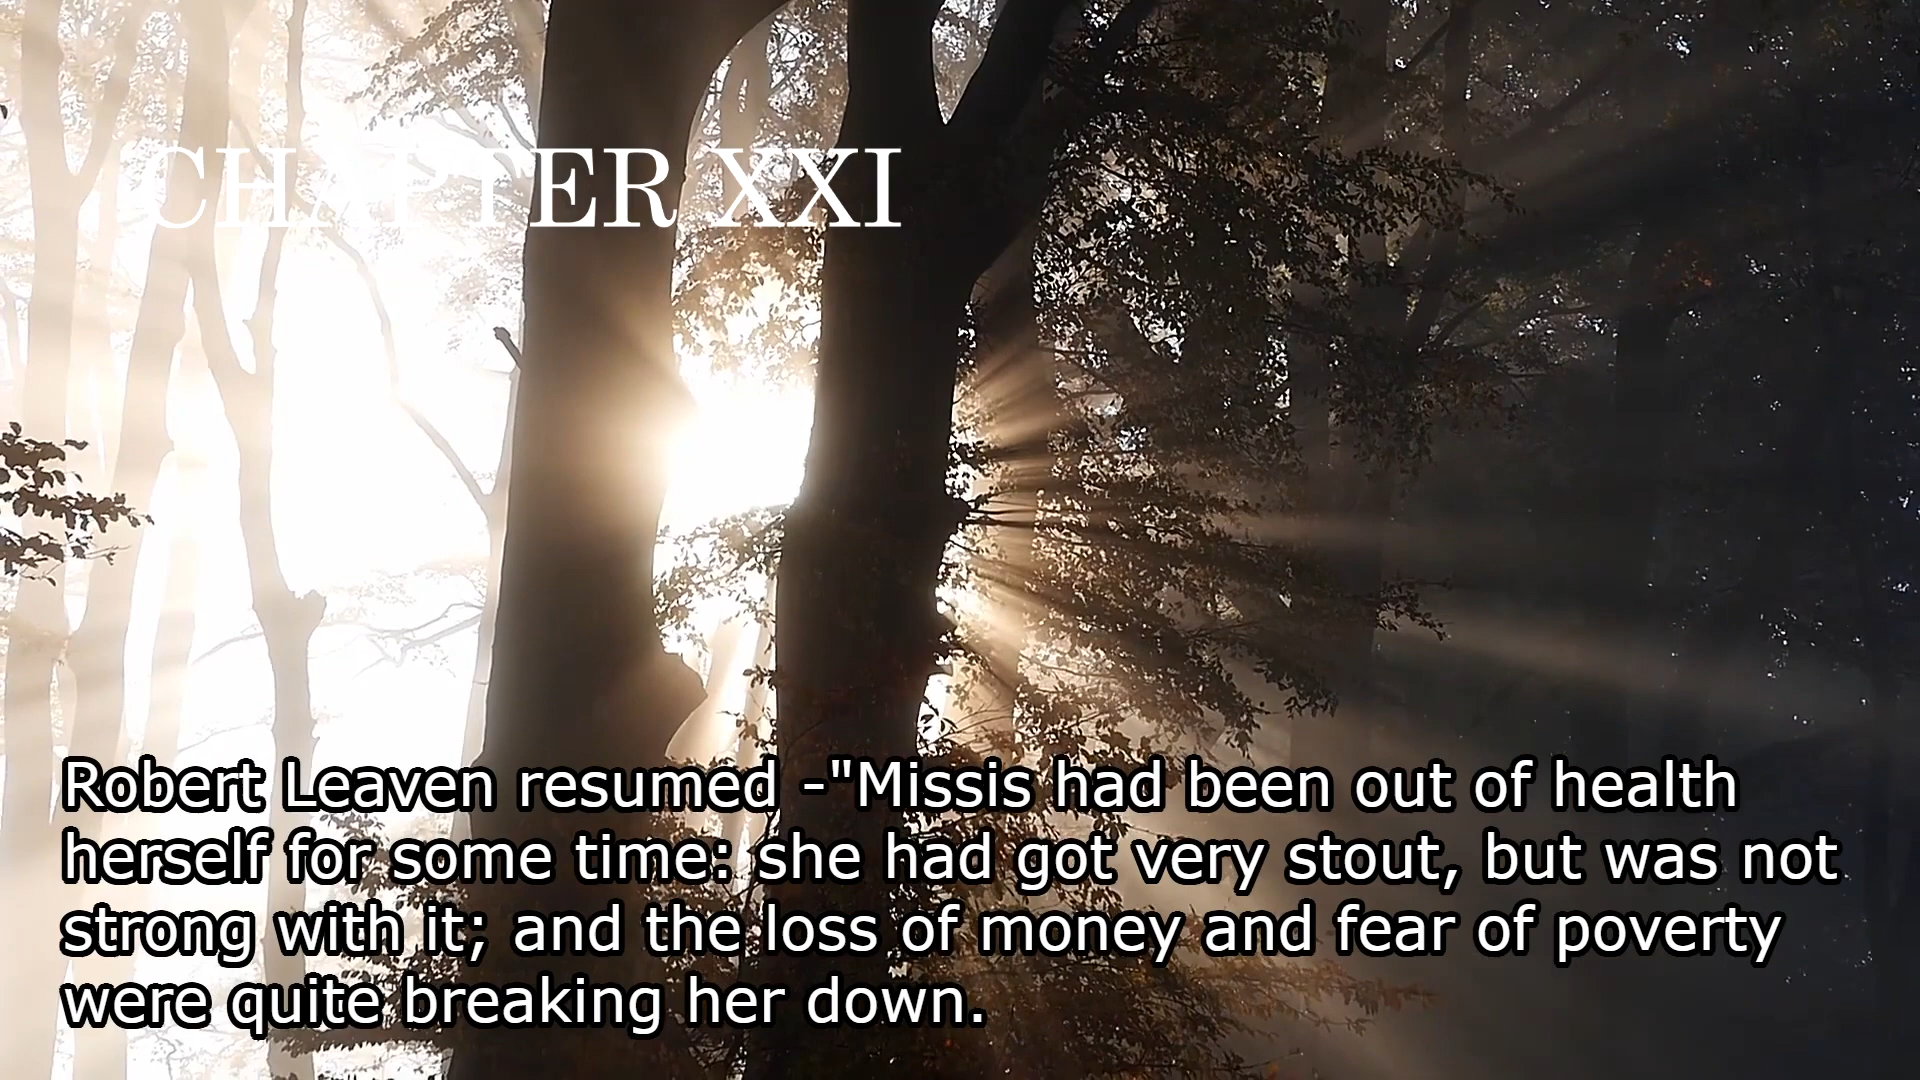 CHAPTER XXI
Robert Leaven resumed -"Missis had been out of health
herself for some time: she had got very stout, but was not
strong with it; and the loss of money and fear of poverty
were quite breaking her down.